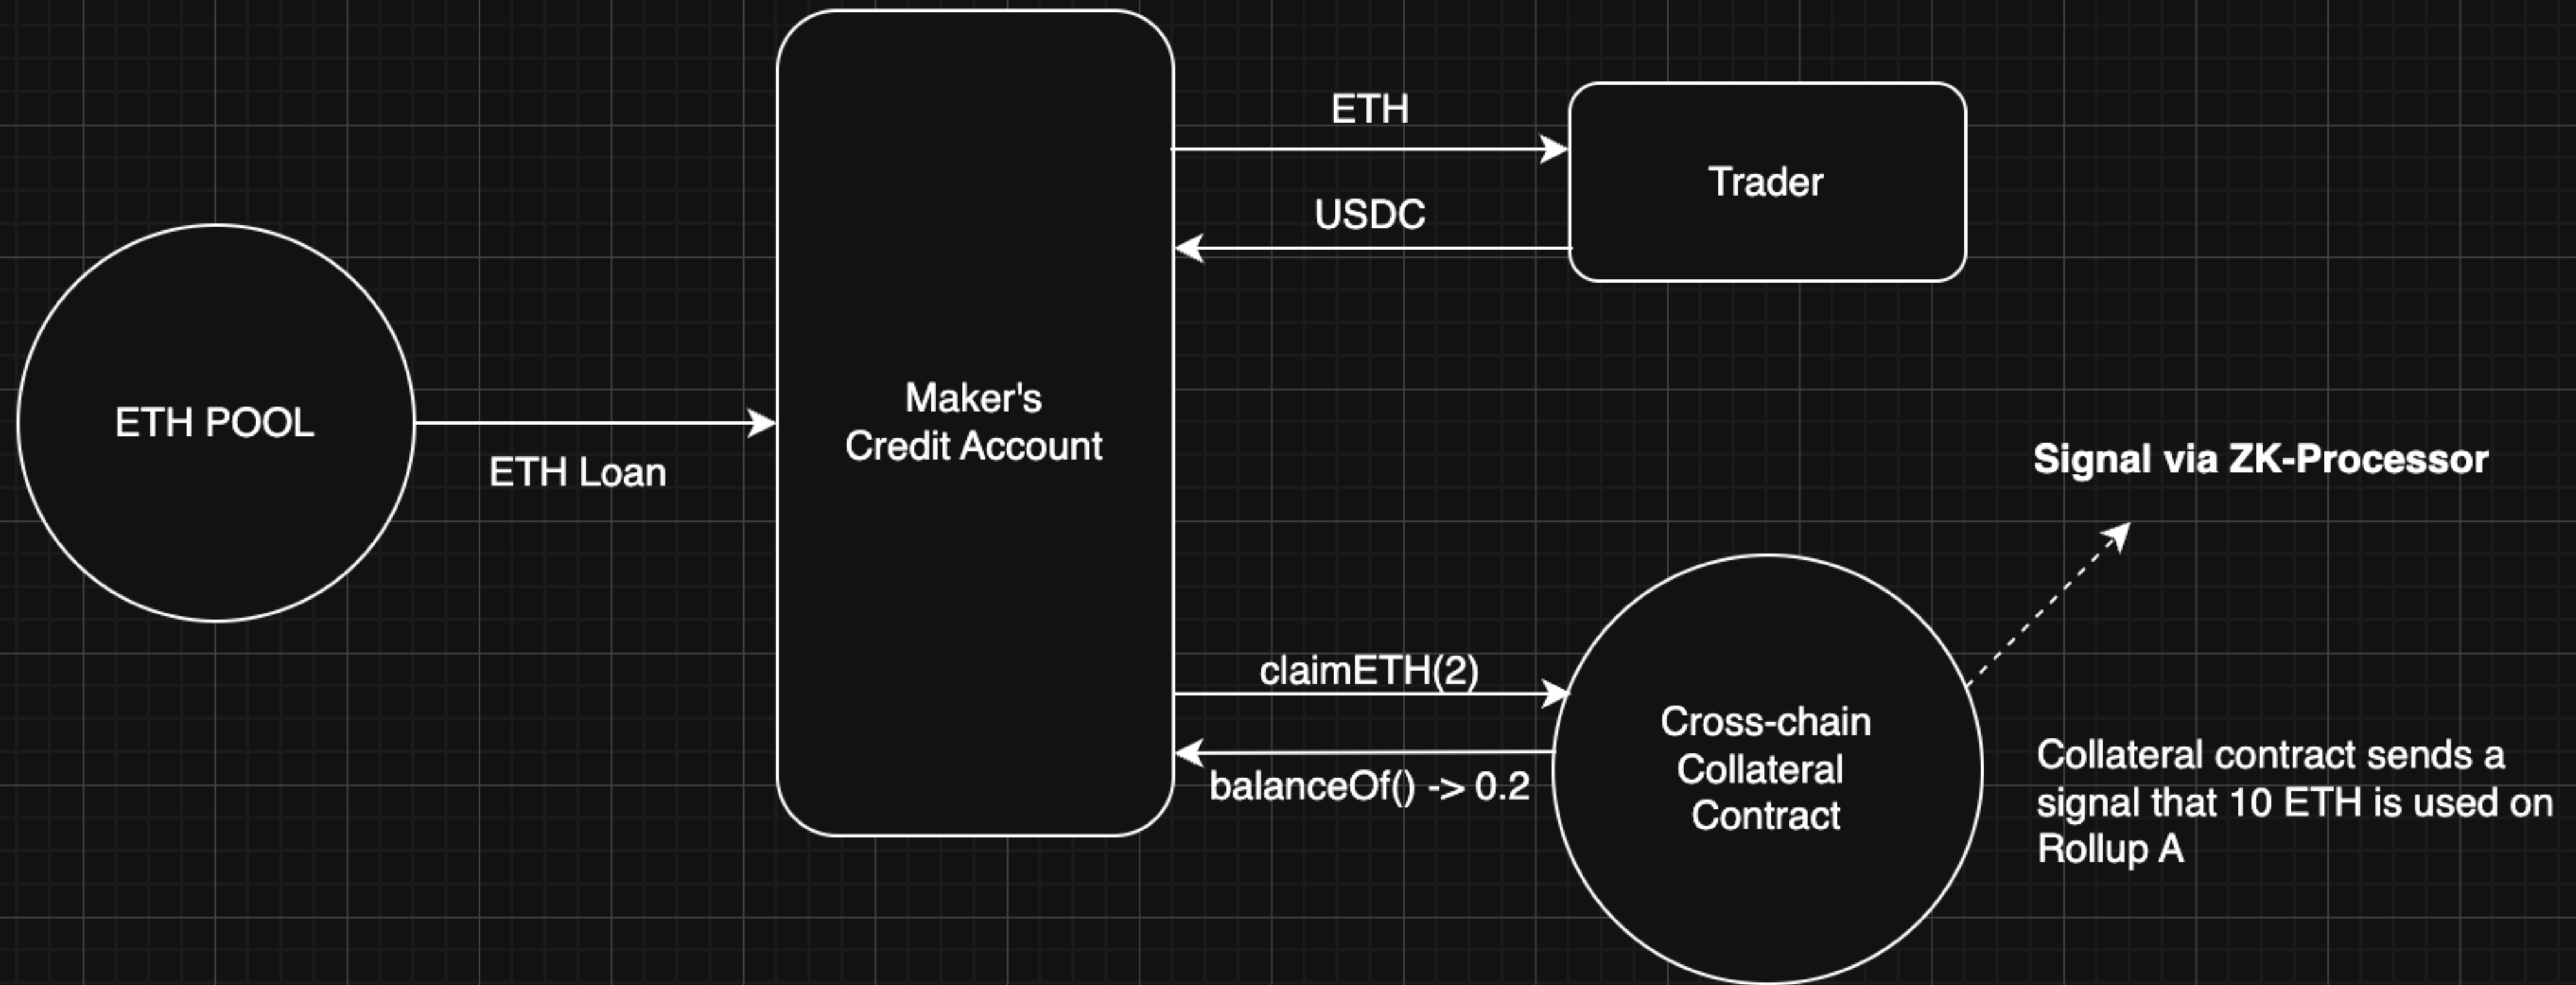 ETH POOL
ETH Loan
Maker's
Credit Account
ETH
USDC
Trader
claimETH(2)
balanceOf() -> 0.2
Cross-chain
Collateral
Contract
Signal via ZK-Processor
Collateral contract sends a
signal that 10 ETH is used on
Rollup A